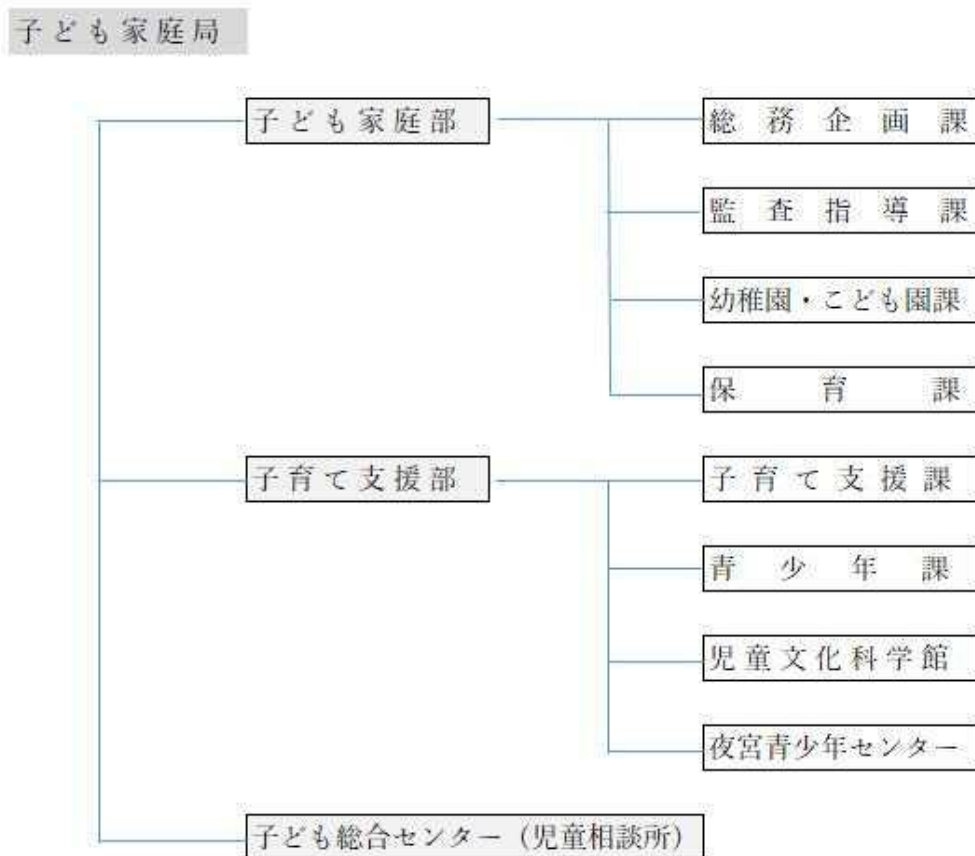 子ども家庭局
子ども家庭部
総務企画課
監査指導課
幼稚園・こども園課
保育課
子育て支援部
子育て支援課
青少年課
児童文化科学館
夜宮青少年センター
子ども総合センター（児童相談所）